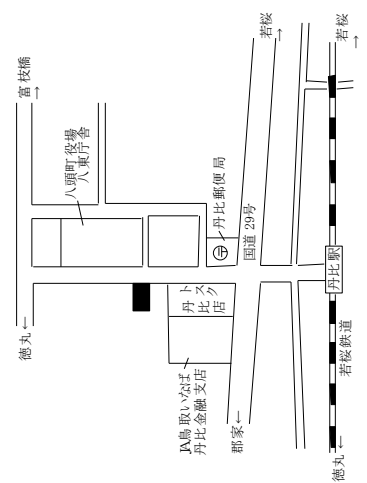 富枝橋→
八頭町役場
八東庁舎
徳丸←
丹比郵便局
〒
国道29号
若桜→
トスク
丹比店
JA鳥取いなば
丹比金融支店
郡家←
丹比駅
若桜鉄道
徳丸←
若桜→